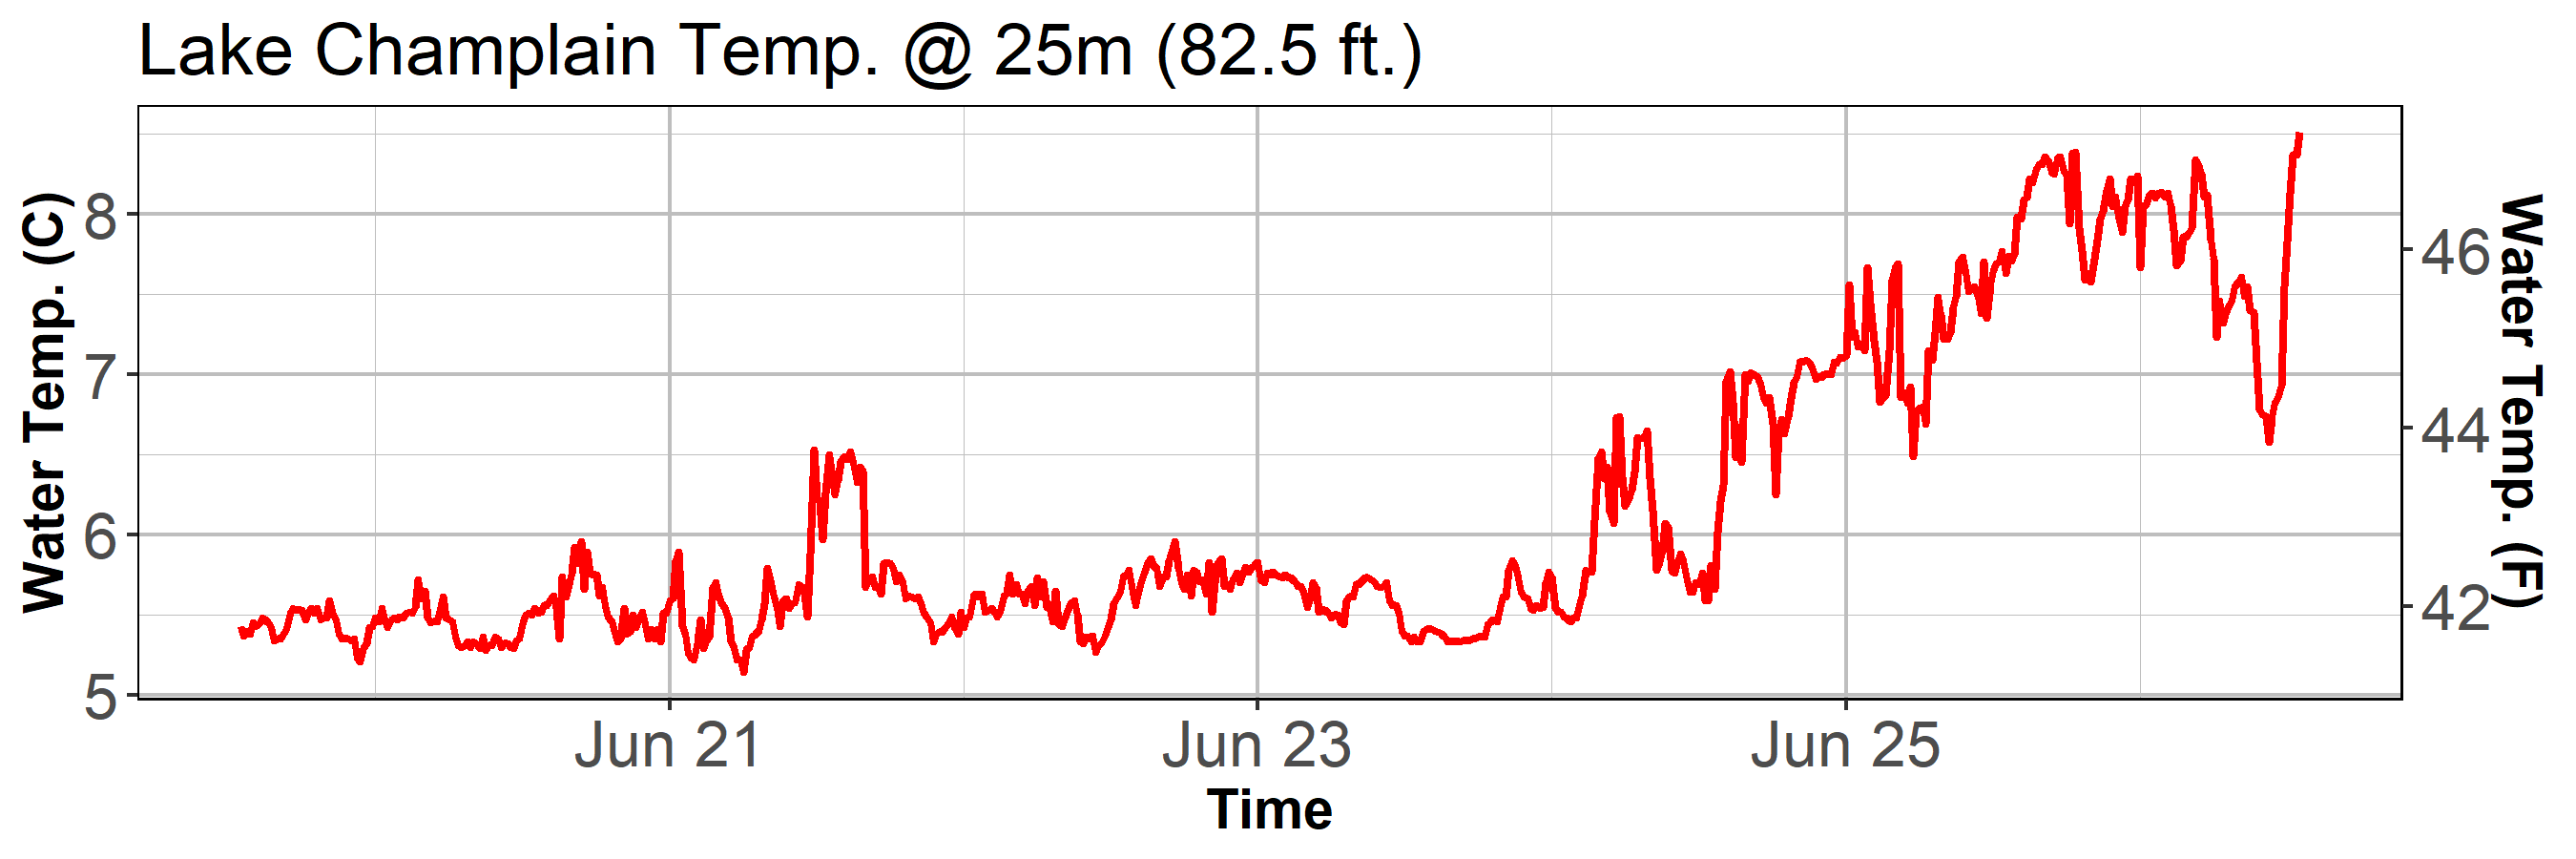 Lake Champlain Temp. @ 25m (82.5 ft.)
Water Temp. (C)
8
7
6
5
46
44
42
Water Temp. (F)
Jun 21
Jun 23
Jun 25
Time